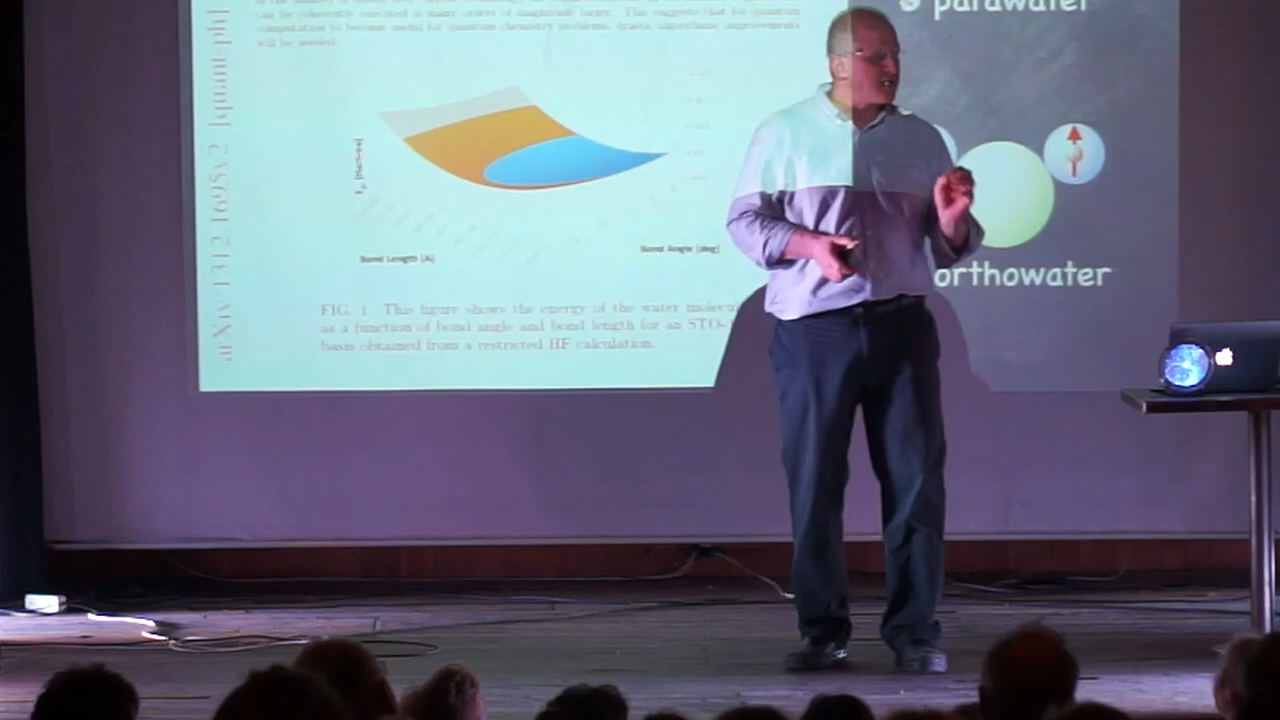 can be coherently executed a many orders of magnitude larger. This suggests that for quantum
computation to become useful for quantum chemistry problems, drastic algorithmic improvements
will be needed.
arXiv:1312.1695v2 [quant-ph]
Bond Length (A)
Bond Angle [deg]
FIG. 1. This figure shows the energy of the water
as a function of bond angle and bond length for an STO-
basis obtained from a restricted HF calculation.
parawater
orthowater